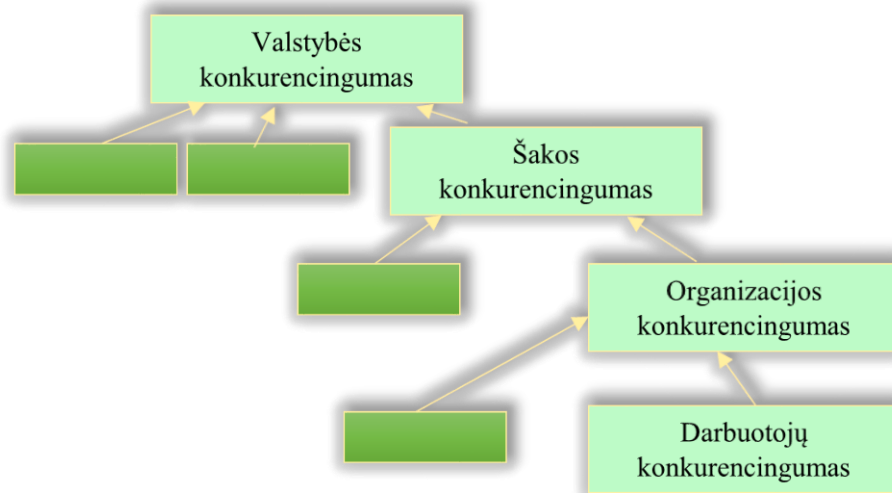 Valstybės
konkurencingumas
Šakos
konkurencingumas
Organizacijos
konkurencingumas
Darbuotojų
konkurencingumas